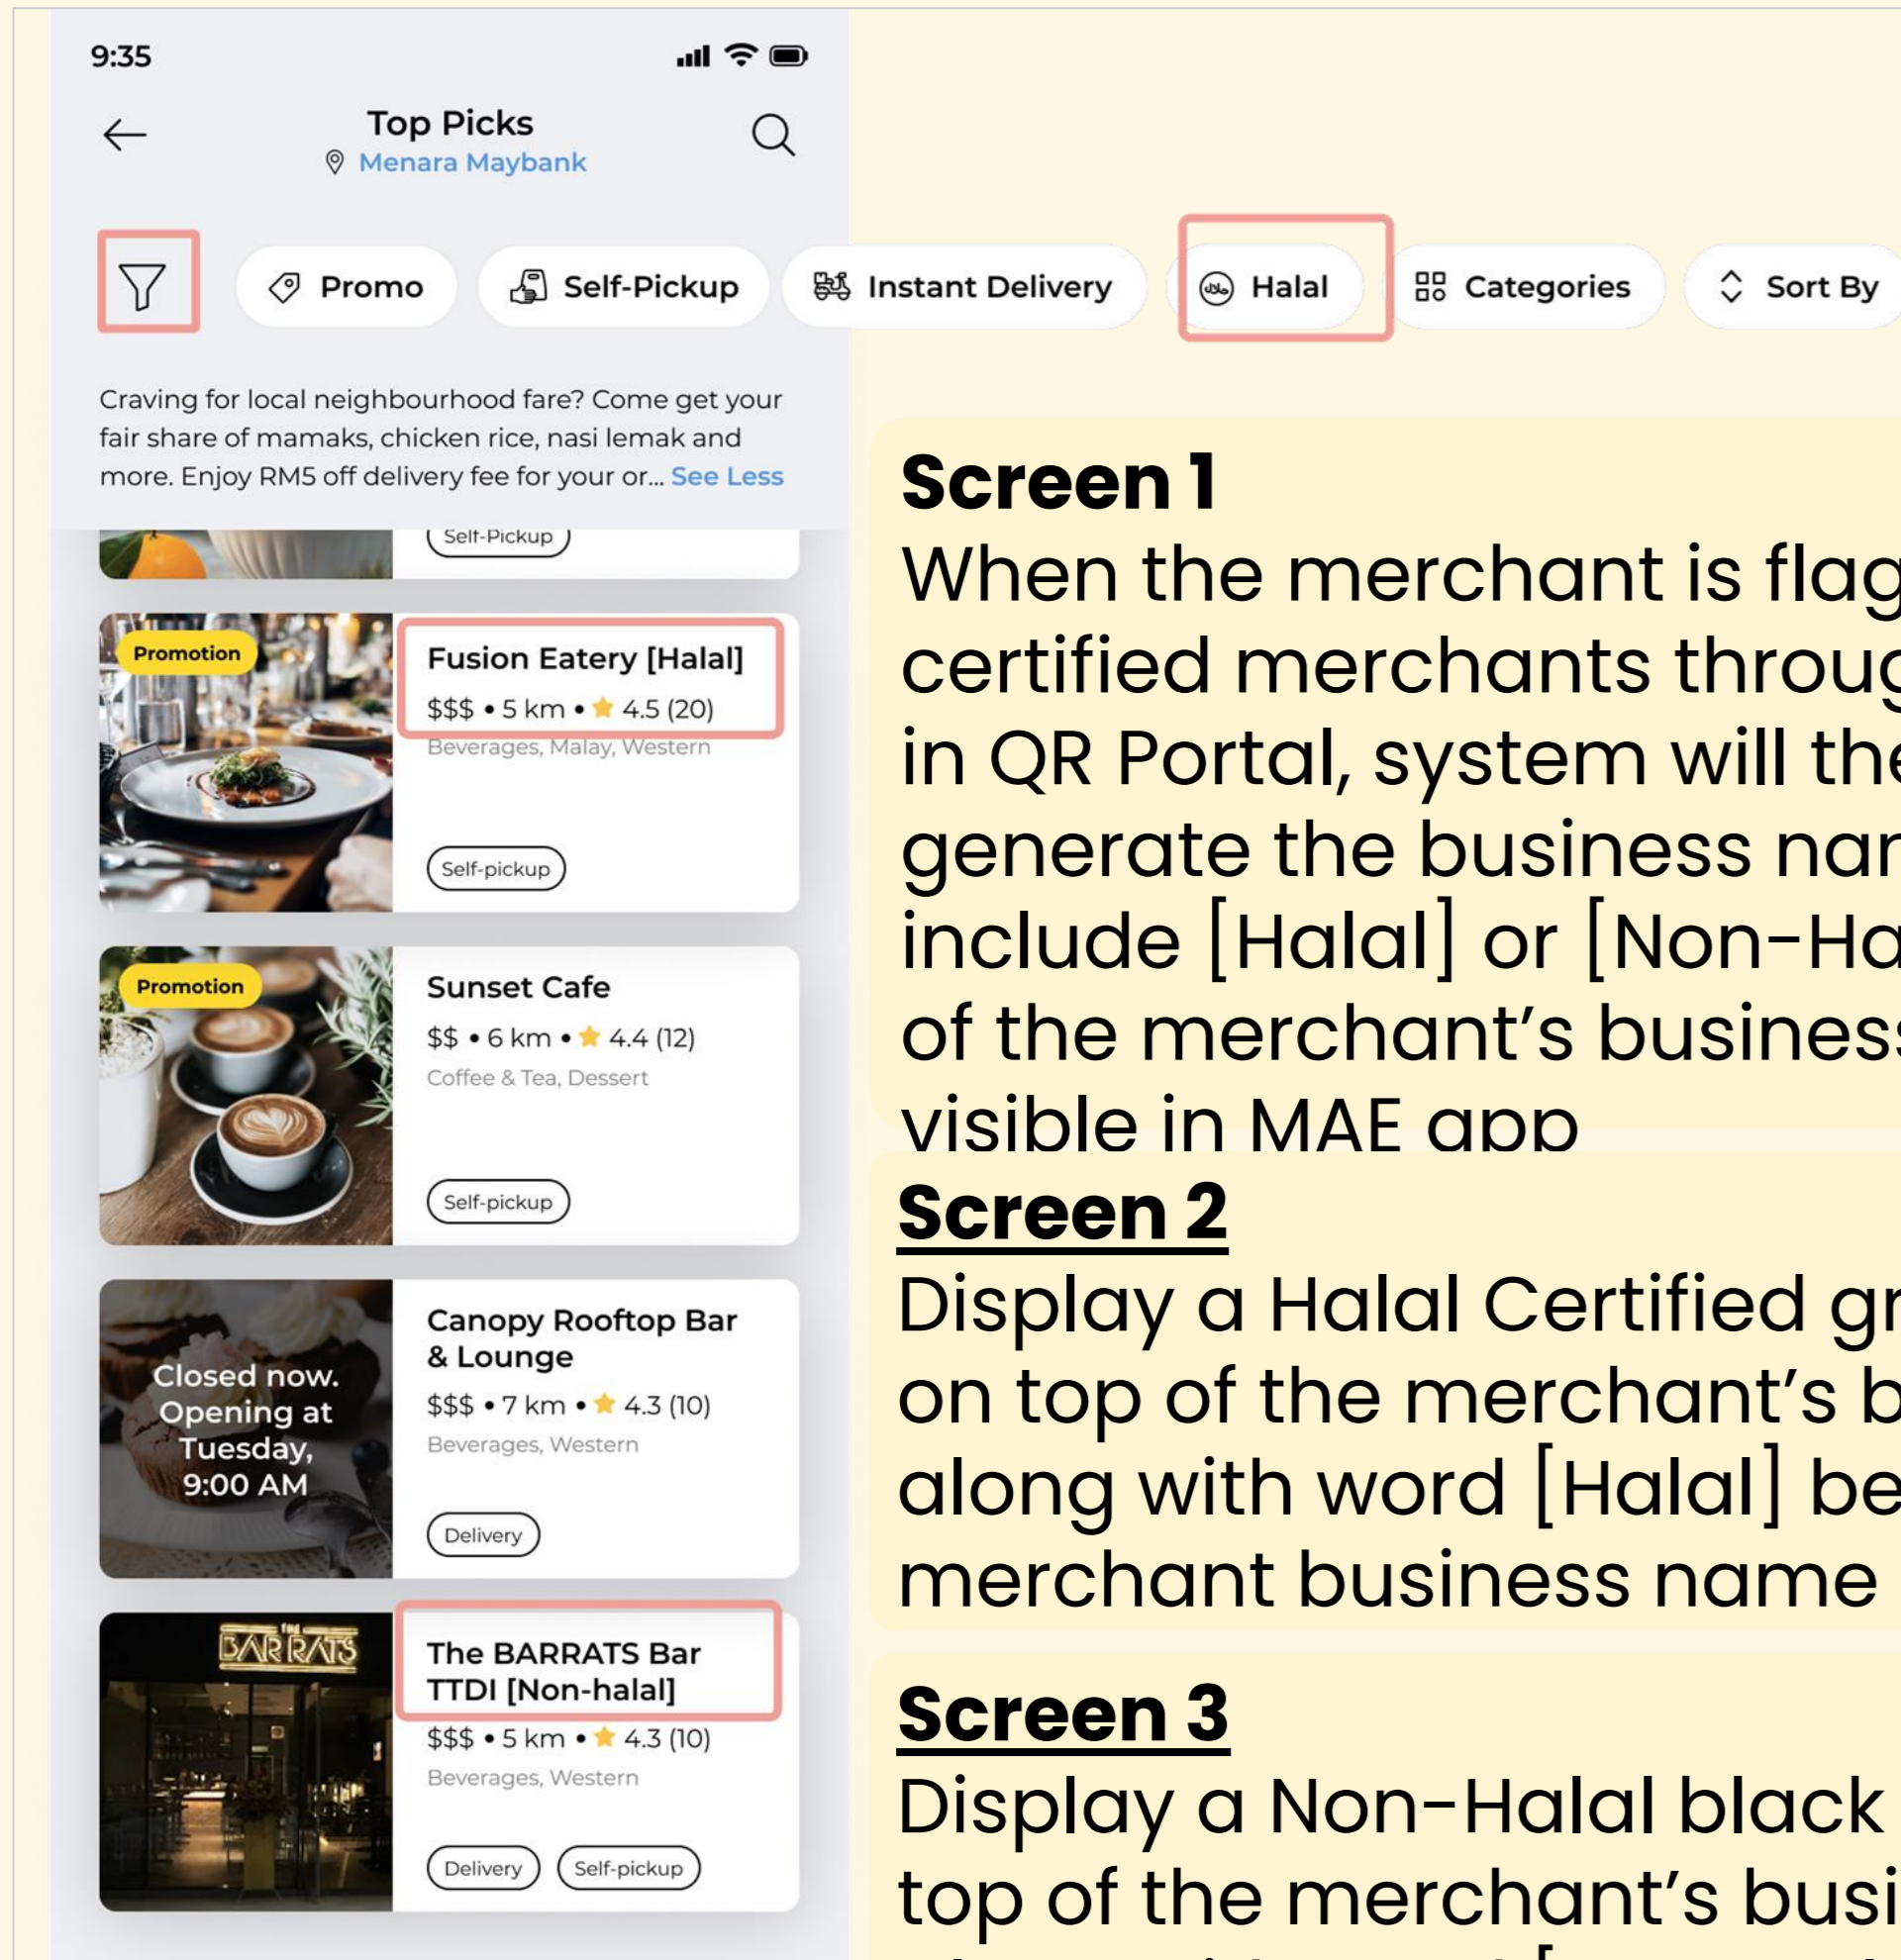 9:35
Top Picks
Menara Maybank
Promo
Self-Pickup
Instant Delivery
Halal
Categories
Sort By
Craving for local neighbourhood fare? Come get your
fair share of mamaks, chicken rice, nasi lemak and
more. Enjoy RM5 off delivery fee for your or... See Less
Self-Pickup
Promotion
Fusion Eatery [Halal]
$$$ • 5 km • ★ 4.5 (20)
Beverages, Malay, Western
Self-pickup
Promotion
Sunset Cafe
$$ • 6 km • ★ 4.4 (12)
Coffee & Tea, Dessert
Self-pickup
Closed now.
Opening at
Tuesday,
9:00 AM
Canopy Rooftop Bar
& Lounge
$$$ • 7 km • ★ 4.3 (10)
Beverages, Western
Delivery
THE
BARRATS
The BARRATS Bar
TTDI [Non-halal]
$$$ • 5 km • ★ 4.3 (10)
Beverages, Western
Delivery
Self-pickup
Screen 1
When the merchant is flag
certified merchants throug
in QR Portal, system will the
generate the business nam
include [Halal] or [Non-Ha
of the merchant's business
visible in MAE app
Screen 2
Display a Halal Certified gr
on top of the merchant's b
along with word [Halal] be
merchant business name
Screen 3
Display a Non-Halal black
top of the merchant's busi